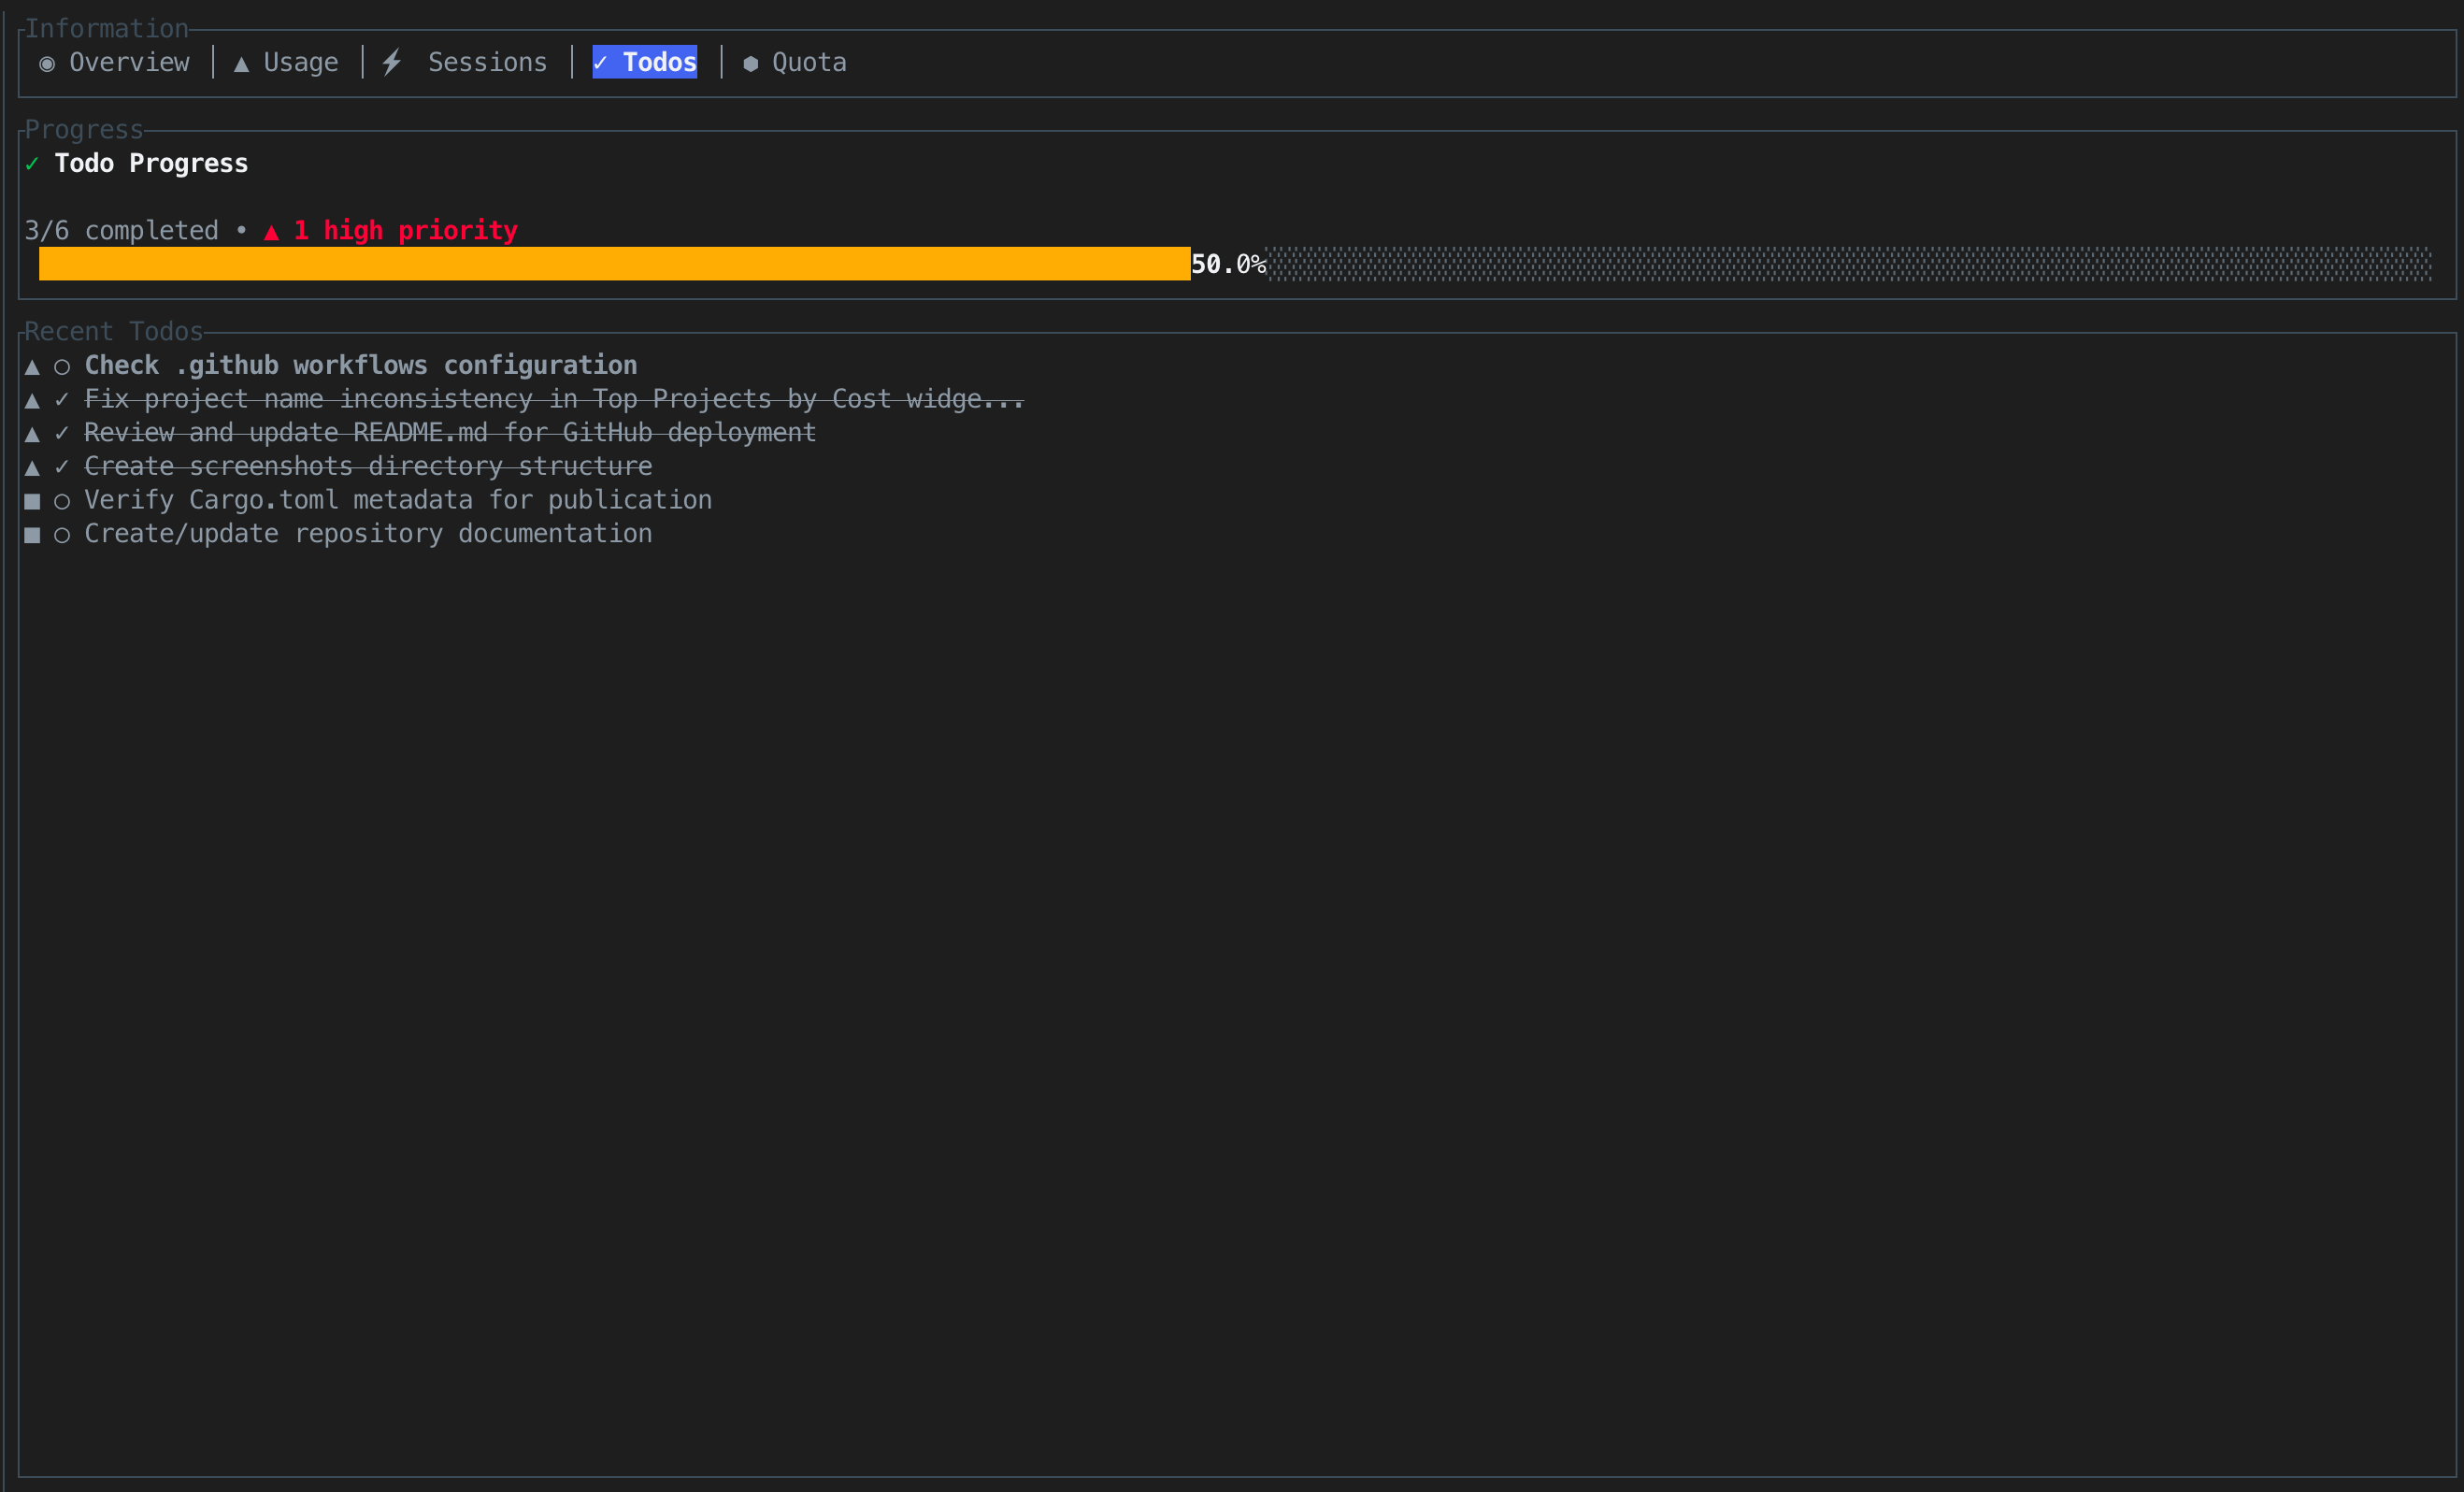 Information
◉ Overview │ ▲ Usage │ ⚡ Sessions │ ✓ Todos │ ⬢ Quota
Progress
✓ Todo Progress
3/6 completed • ▲ 1 high priority
50.0%
Recent Todos
▲ ○ Check .github workflows configuration
▲ ✓ Fix project name inconsistency in Top Projects by Cost widge...
▲ ✓ Review and update README.md for GitHub deployment
▲ ✓ Create screenshots directory structure
■ ○ Verify Cargo.toml metadata for publication
■ ○ Create/update repository documentation